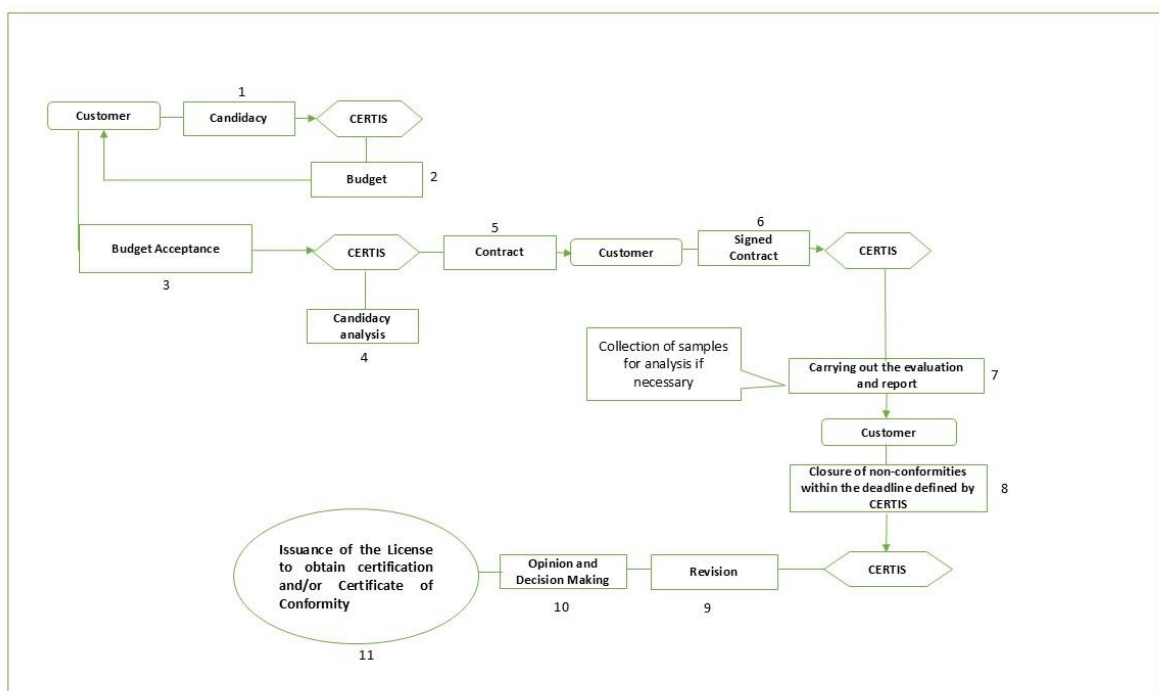 1
Customer
Candidacy
CERTIS
Budget
2
Budget Acceptance
3
CERTIS
Candidacy
analysis
4
5
Contract
Customer
6
Signed
Contract
CERTIS
Collection of samples
for analysis if
necessary
Carrying out the evaluation
and report
7
Customer
Closure of non-conformities
within the deadline defined by
CERTIS
8
CERTIS
Revision
9
Opinion and
Decision Making
10
Issuance of the License
to obtain certification
and/or Certificate of
Conformity
11